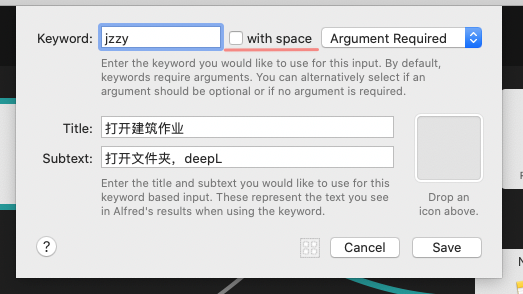 Keyword: jzzy with space Argument Required
Enter the keyword you would like to use for this input. By default,
keywords require arguments. You can alternatively select if an
argument should be optional or if no argument is required.
Title: 打开建筑作业
Subtext: 打开文件夹，deepL
Enter the title and subtext you would like to use for this
keyword based input. These represent the text you see
in Alfred's results when using the keyword.
Drop an
icon above.
? Cancel Save